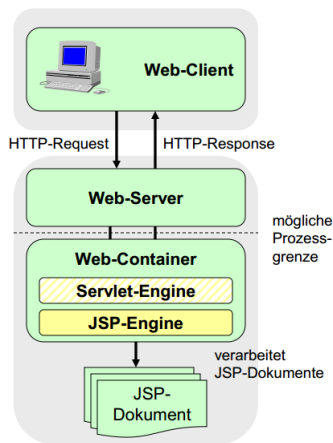 Web-Client
HTTP-Request
HTTP-Response
Web-Server
mögliche
Prozess-
grenze
Web-Container
Servlet-Engine
JSP-Engine
verarbeitet
JSP-Dokumente
JSP-
Dokument